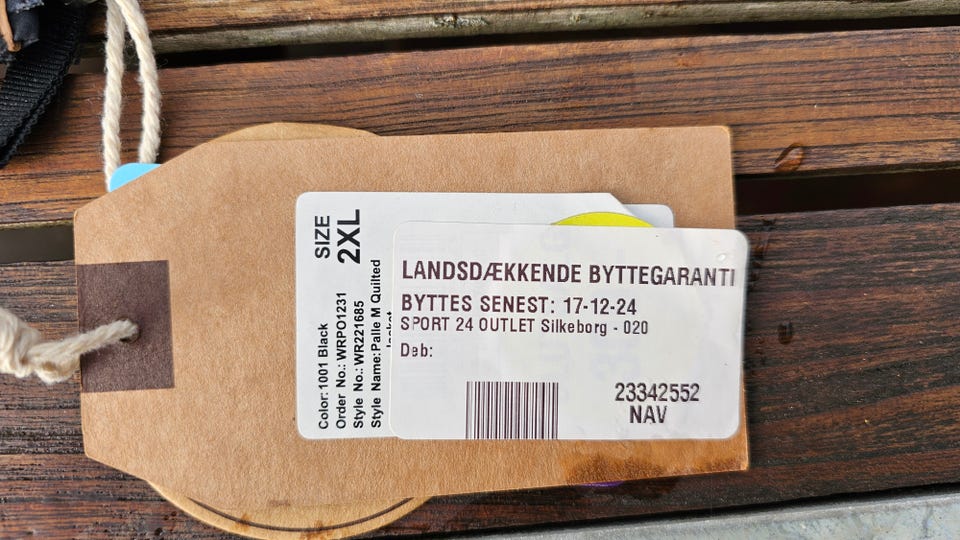 SIZE
2XL
Color: 1001 Black
Order No.: WRPO1231
Style No.: WR221685
Style Name: Palle M Quilted
Jacket
LANDSDÆKKENDE BYTTEGARANTI
BYTTES SENEST: 17-12-24
SPORT 24 OUTLET Silkeborg - 020
Deb:
23342552
NAV